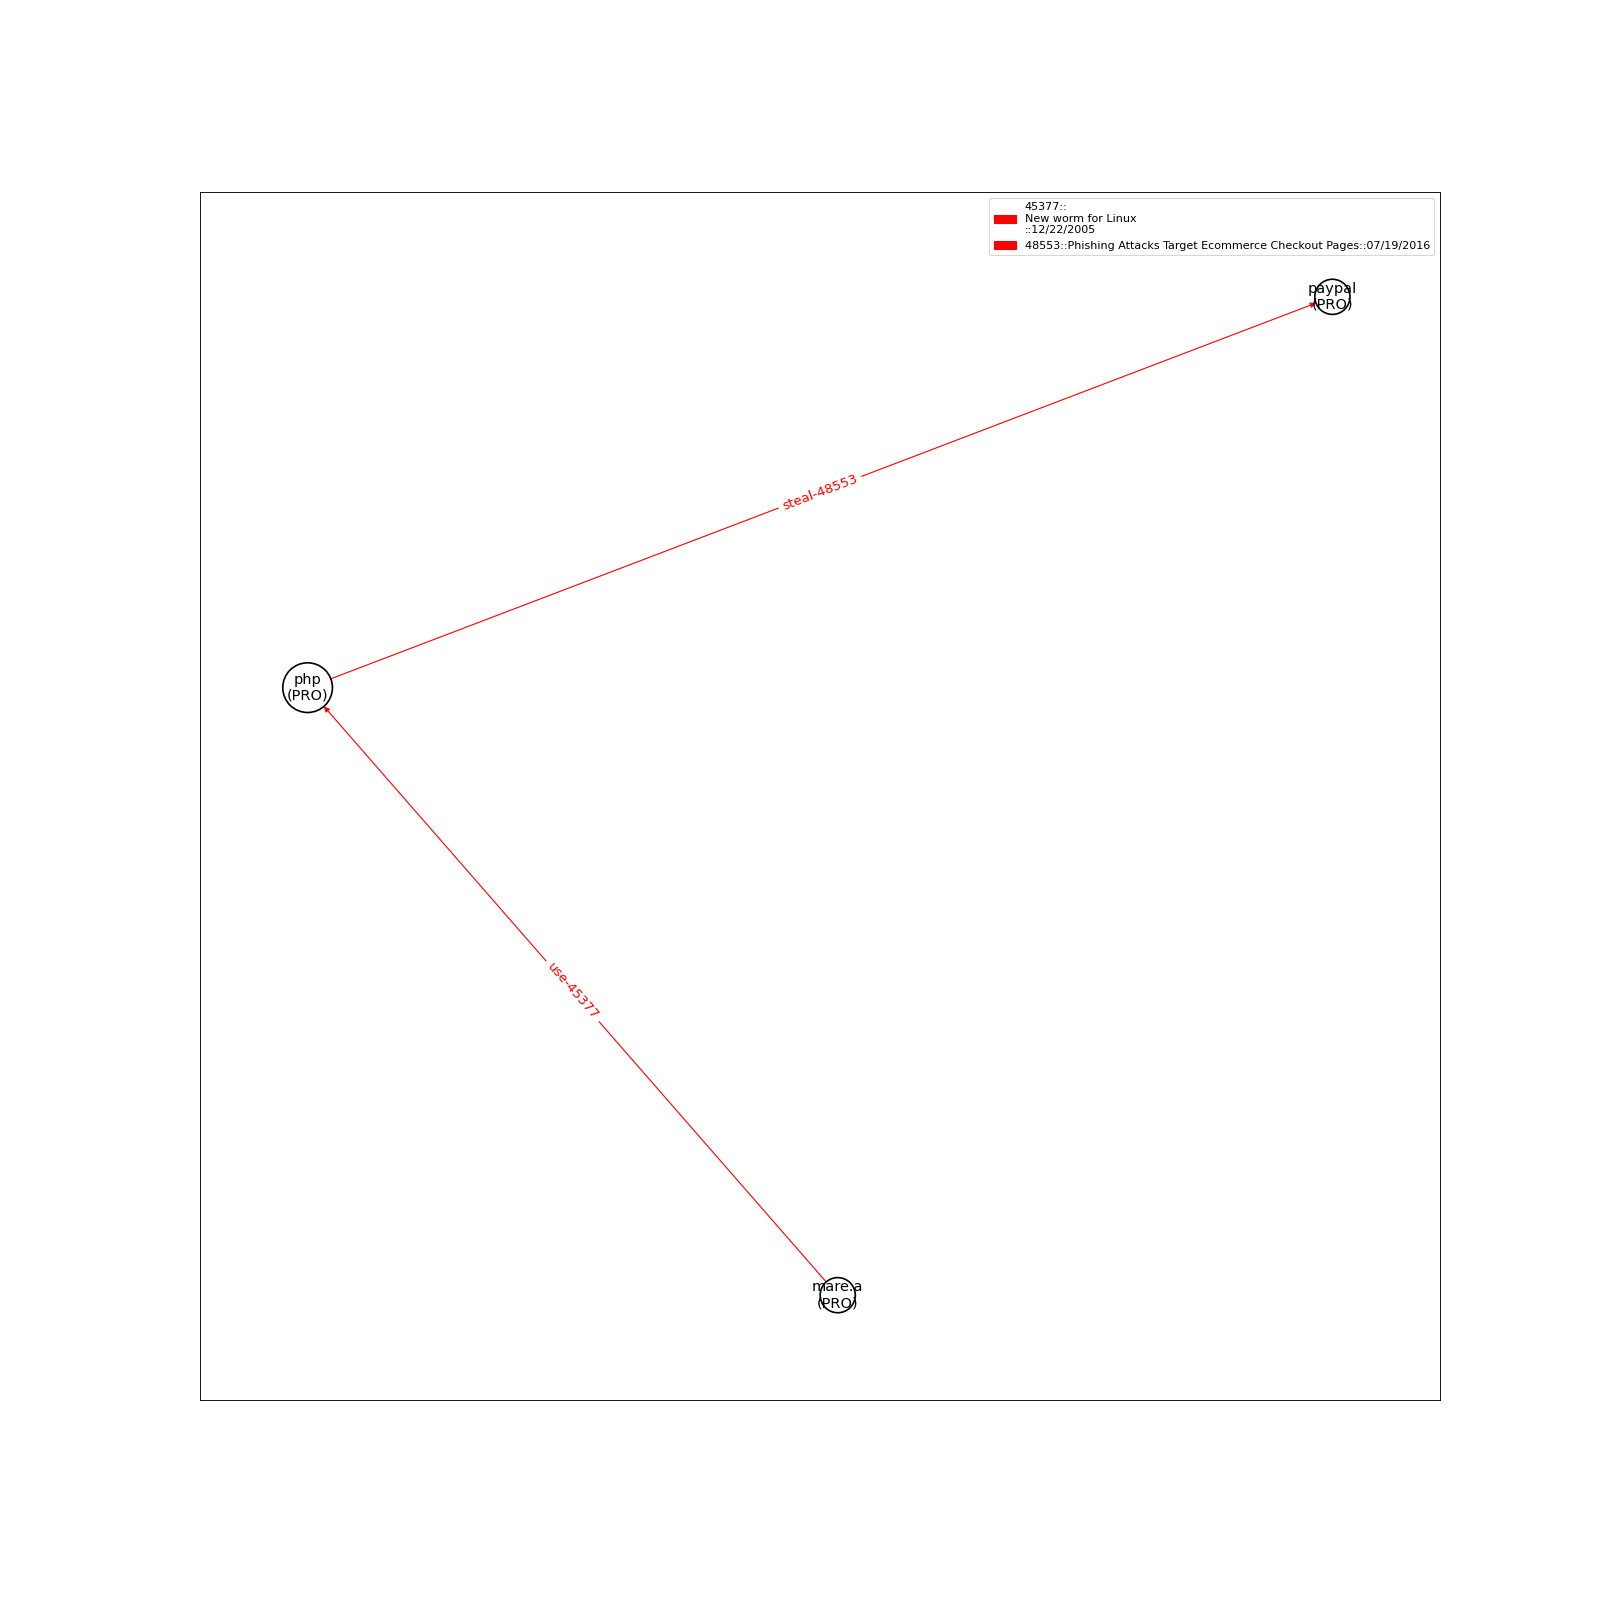 45377::
New worm for Linux
::12/22/2005
48553::Phishing Attacks Target Ecommerce Checkout Pages::07/19/2016
paypal
(PRO)
steal-48553
php
(PRO)
use-45377
mare.a
(PRO)